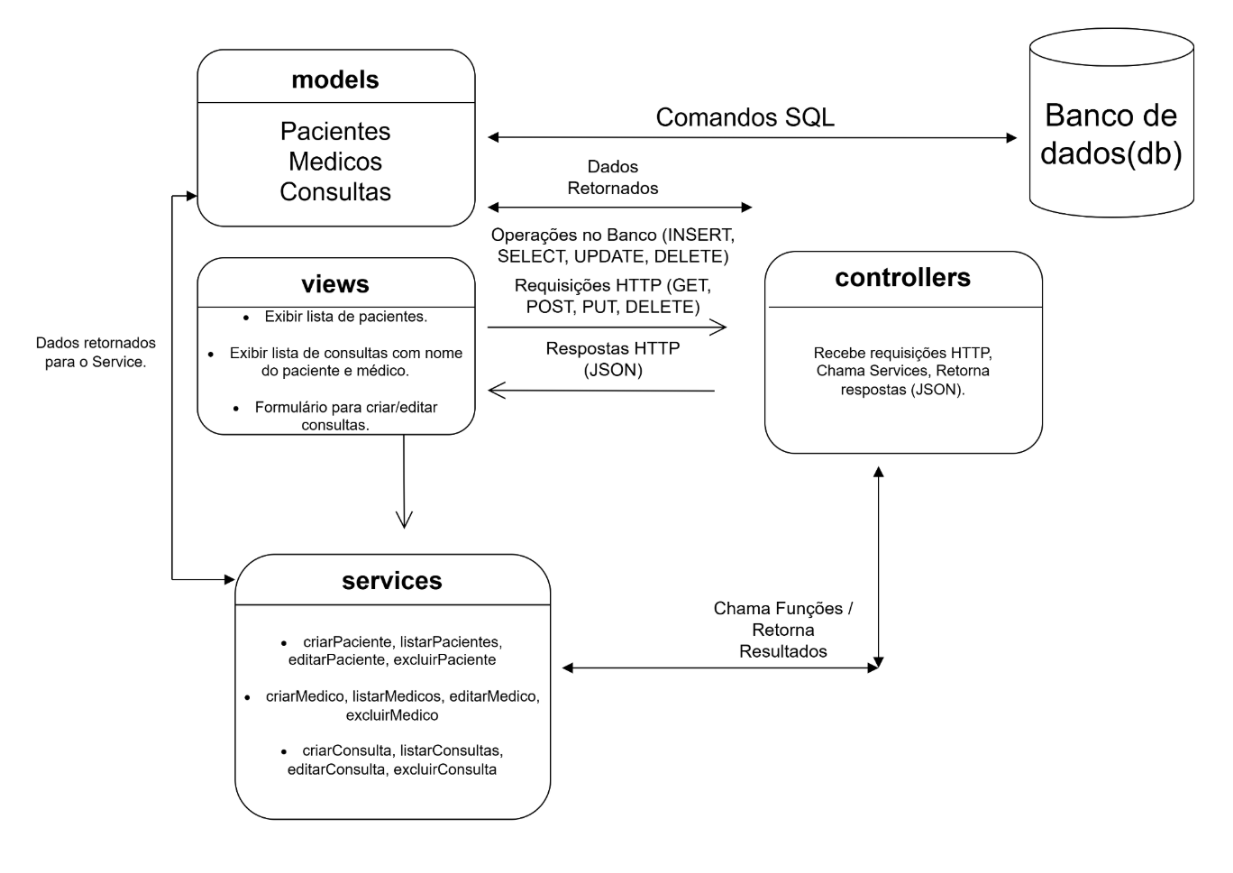 models
Pacientes
Medicos
Consultas
Comandos SQL
Banco de
dados(db)
Dados
Retornados
Operações no Banco (INSERT,
SELECT, UPDATE, DELETE)
views
• Exibir lista de pacientes.
• Exibir lista de consultas com nome
do paciente e médico.
• Formulário para criar/editar
consultas.
Requisições HTTP (GET,
POST, PUT, DELETE)
Respostas HTTP
(JSON)
controllers
Recebe requisições HTTP,
Chama Services, Retorna
respostas (JSON).
Dados retornados
para o Service.
services
• criarPaciente, listarPacientes,
editarPaciente, excluirPaciente
• criarMedico, listarMedicos, editarMedico,
excluirMedico
• criarConsulta, listarConsultas,
editarConsulta, excluirConsulta
Chama Funções /
Retorna
Resultados